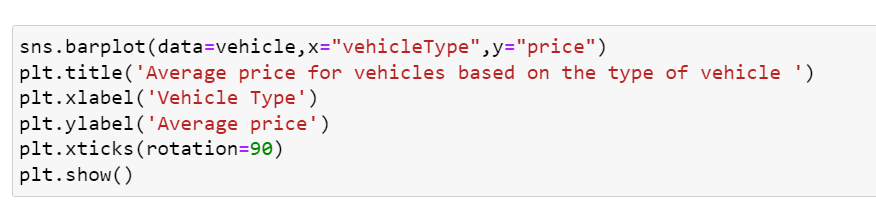 sns.barplot(data=vehicle,x="vehicleType",y="price")
plt.title('Average price for vehicles based on the type of vehicle ')
plt.xlabel('Vehicle Type')
plt.ylabel('Average price')
plt.xticks(rotation=90)
plt.show()